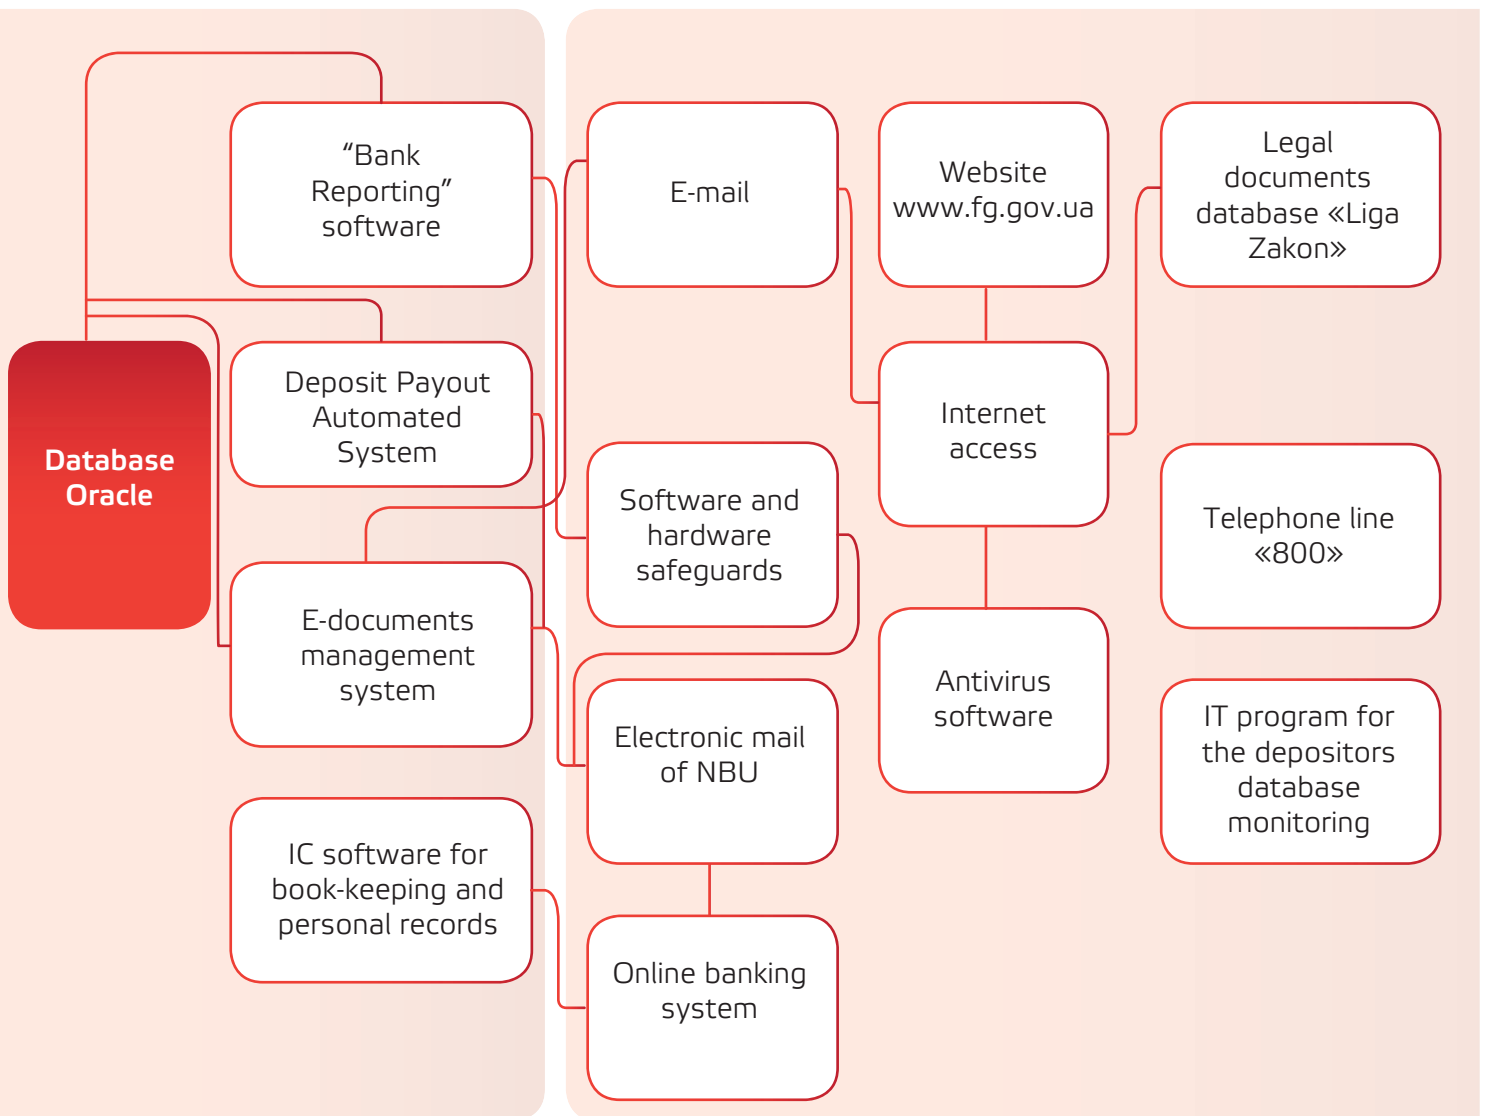 Database
Oracle
“Bank
Reporting”
software
Deposit Payout
Automated
System
E-documents
management
system
IC software for
book-keeping and
personal records
E-mail
Software and
hardware
safeguards
Electronic mail
of NBU
Online banking
system
Website
www.fg.gov.ua
Internet
access
Antivirus
software
Legal
documents
database «Liga
Zakon»
Telephone line
«800»
IT program for
the depositors
database
monitoring